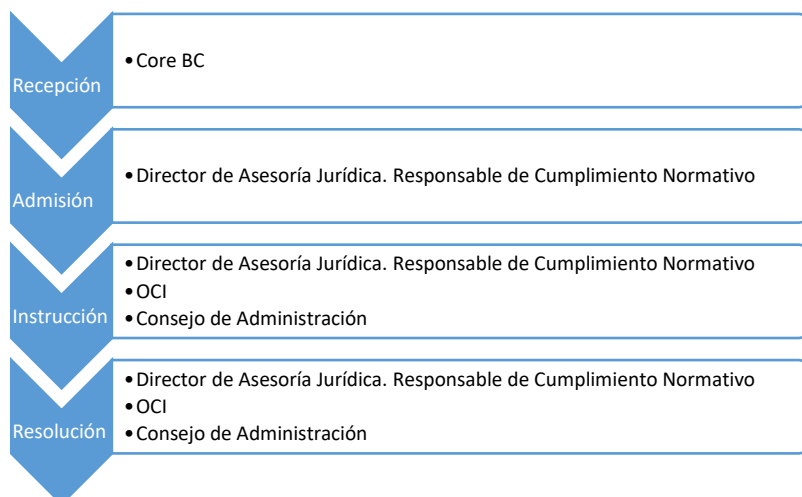 Recepción
•Core BC
Admisión
•Director de Asesoría Jurídica. Responsable de Cumplimiento Normativo
Instrucción
•Director de Asesoría Jurídica. Responsable de Cumplimiento Normativo
•OCI
•Consejo de Administración
Resolución
•Director de Asesoría Jurídica. Responsable de Cumplimiento Normativo
•OCI
•Consejo de Administración